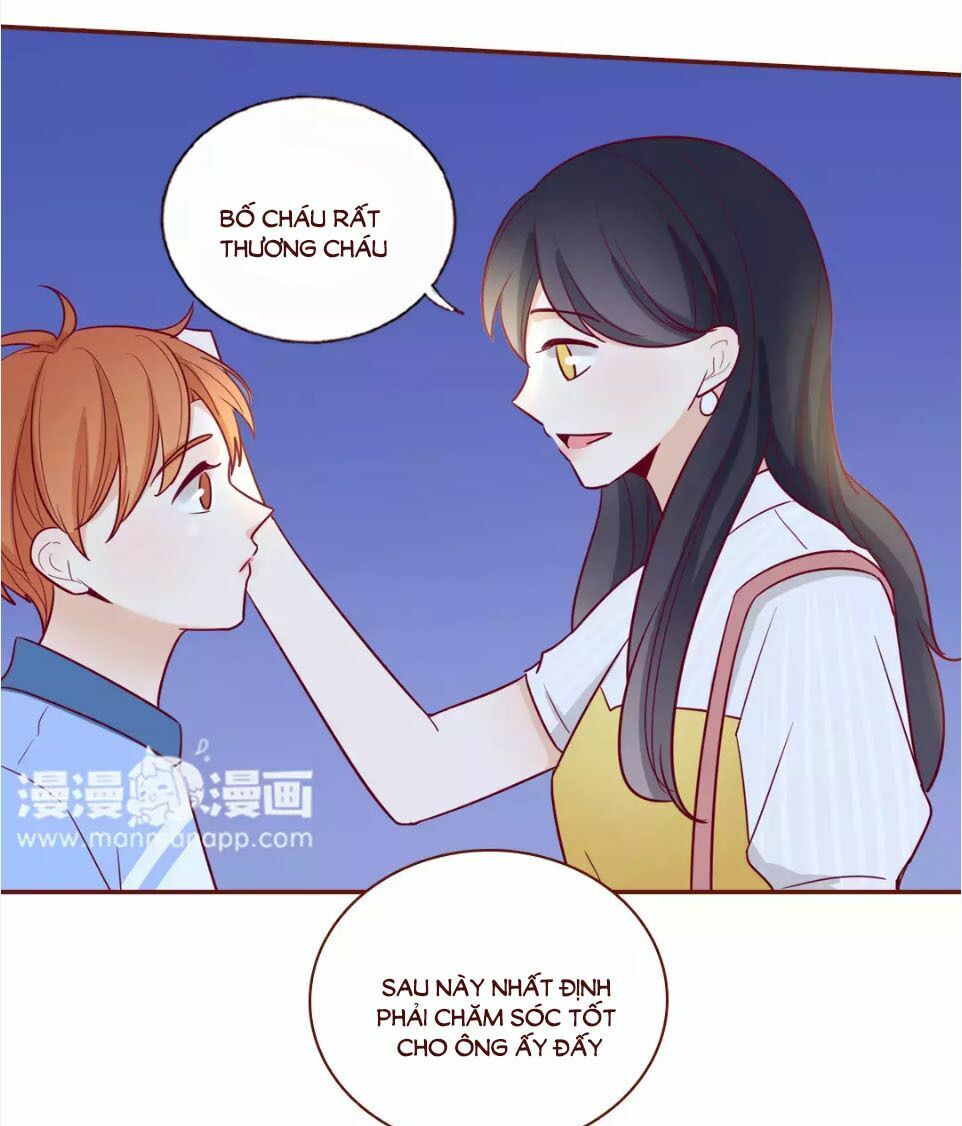 BỐ CHÁU RẤT
THƯƠNG CHÁU
漫漫漫画
www.manmanapp.com
SAU NÀY NHẤT ĐỊNH
PHẢI CHĂM SÓC TỐT
CHO ÔNG ẤY ĐẤY